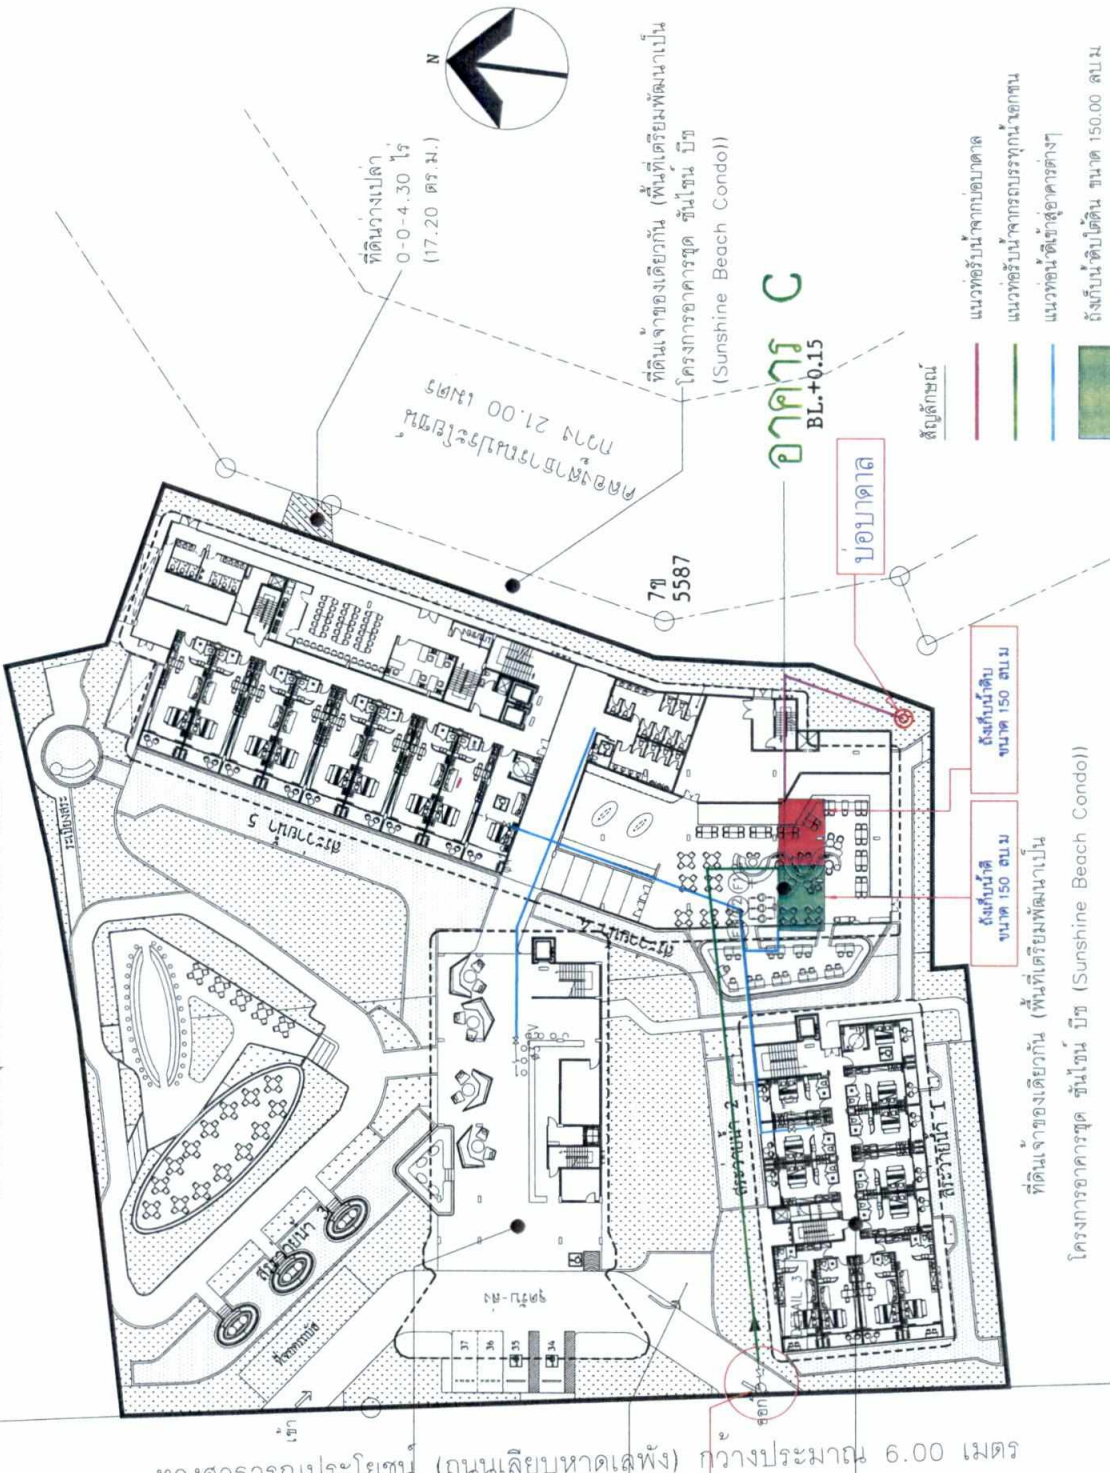 N
ที่ดินว่างเปล่า
0-0-4.30 ไร่
(17.20 ตร.ม.)
ที่ดินเจ้าของเดียวกัน (พื้นที่เตรียมพัฒนาเป็น
โครงการอาคารชุด ซันไชน์ บีช
(Sunshine Beach Condo))
คลองสาธารณประโยชน์
กว้าง 21.00 เมตร
อาคาร C
BL.+0.15
7ข
5587
บ่อบาดาล
สัญลักษณ์
แนวท่อรับน้ำจากบ่อบาดาล
แนวท่อรับน้ำจากรถบรรทุกน้ำเอกชน
แนวท่อน้ำดีเข้าสู่อาคารต่างๆ
ถังเก็บน้ำดิบใต้ดิน ขนาด 150.00 ลบ.ม
ถังเก็บน้ำดิบ
ขนาด 150 ลบ.ม
ถังเก็บน้ำดี
ขนาด 150 ลบ.ม
ที่ดินเจ้าของเดียวกัน (พื้นที่เตรียมพัฒนาเป็น
โครงการอาคารชุด ซันไชน์ บีช (Sunshine Beach Condo))
สระว่ายน้ำ 5
สระว่ายน้ำ 2
สระว่ายน้ำ 1
สระว่ายน้ำ 3
จุดรับ-ส่ง
37
36
35
34
เข้า
ออก
ทางสาธารณประโยชน์ (ถนนเลียบหาดเลพัง) กว้างประมาณ 6.00 เมตร